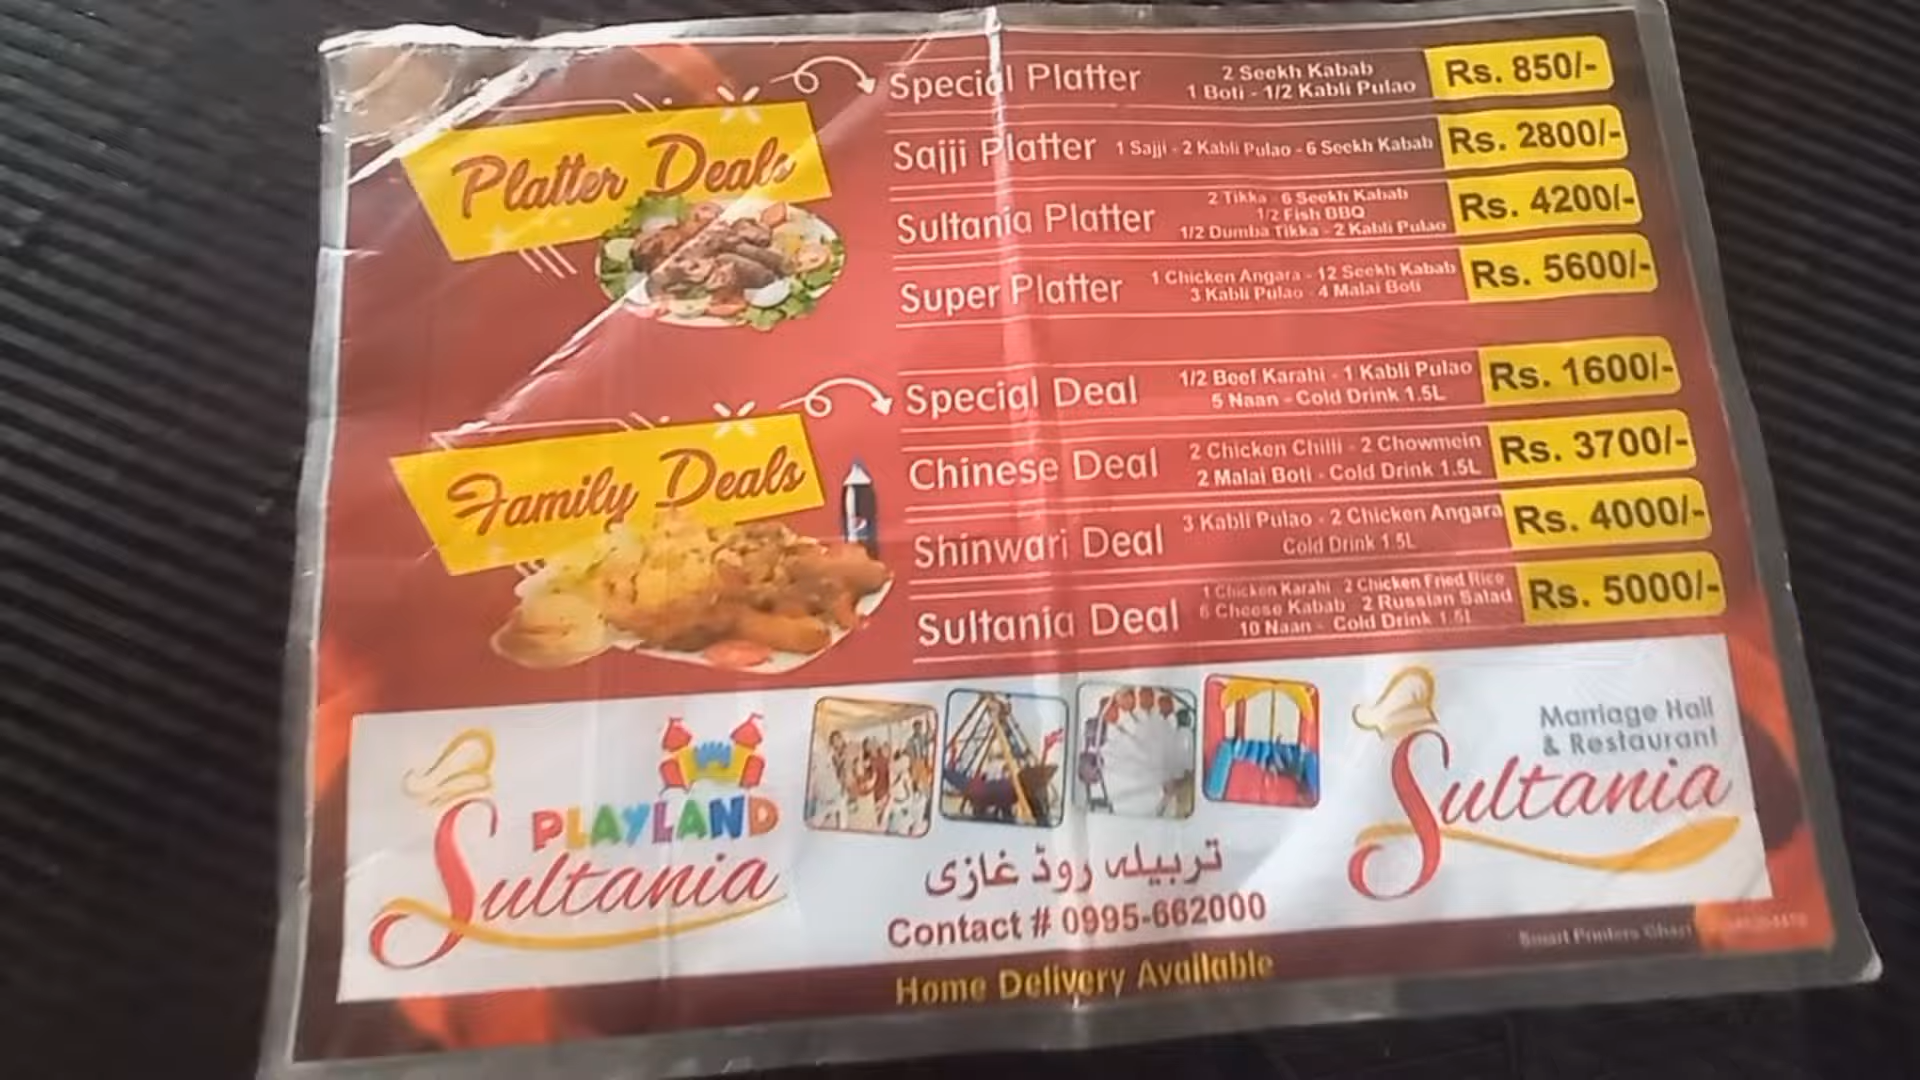 Platter Deals
Special Platter
2 Seekh Kabab
1 Boti - 1/2 Kabli Pulao
Rs. 850/-
Sajji Platter
1 Sajji - 2 Kabli Pulao - 6 Seekh Kabab
Rs. 2800/-
Sultania Platter
2 Tikka - 6 Seekh Kabab
1/2 Fish BBQ
1/2 Dumba Tikka - 2 Kabli Pulao
Rs. 4200/-
Super Platter
1 Chicken Angara - 12 Seekh Kabab
3 Kabli Pulao - 4 Malai Boti
Rs. 5600/-
Family Deals
Special Deal
1/2 Beef Karahi - 1 Kabli Pulao
5 Naan - Cold Drink 1.5L
Rs. 1600/-
Chinese Deal
2 Chicken Chilli - 2 Chowmein
2 Malai Boti - Cold Drink 1.5L
Rs. 3700/-
Shinwari Deal
3 Kabli Pulao - 2 Chicken Angara
Cold Drink 1.5L
Rs. 4000/-
Sultania Deal
1 Chicken Karahi 2 Chicken Fried Rice
6 Cheese Kabab 2 Russian Salad
10 Naan - Cold Drink 1.5l
Rs. 5000/-
PLAYLAND
Sultania
Marriage Hall
& Restaurant
Sultania
تربیلہ روڈ غازی
Contact # 0995-662000
Home Delivery Available
Smart Printers Ghazi